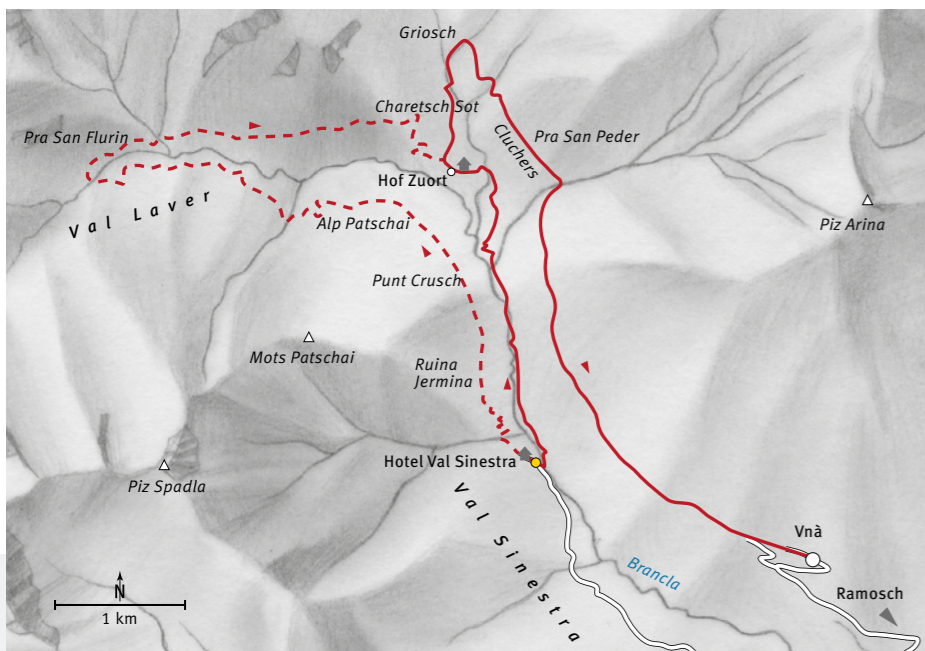 Griosch
Charetsch Sot
Pra San Flurin
Cluchers
Pra San Peder
Hof Zuort
Val Laver
Alp Patschai
Piz Arina
Punt Crusch
Mots Patschai
Ruina
Jermina
Hotel Val Sinestra
Piz Spadla
Val Sinestra
Vnà
Brancla
Ramosch
N
1 km